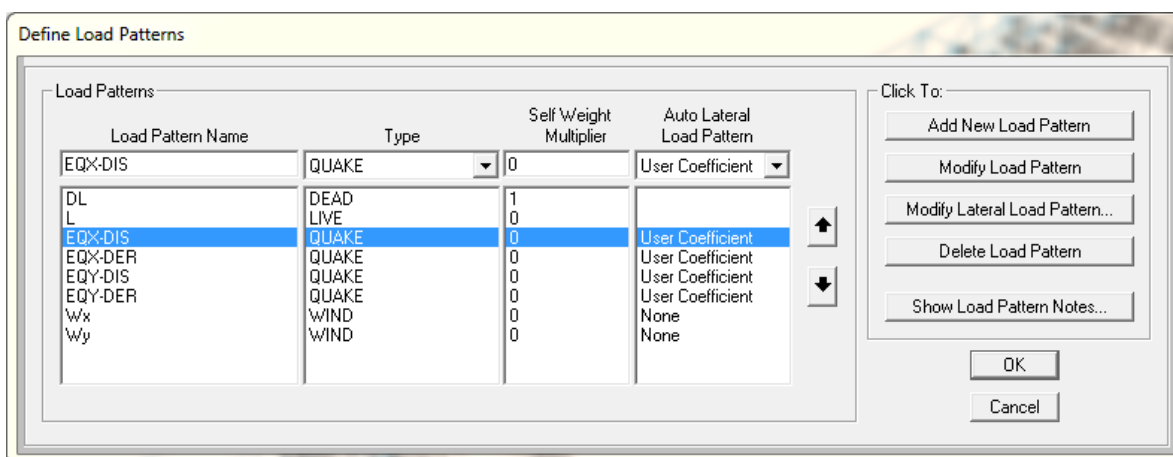 Define Load Patterns
Load Patterns
Click To:
Load Pattern Name Type Self Weight Multiplier Auto Lateral Load Pattern
EQX-DIS QUAKE 0 User Coefficient
DL DEAD 1
L LIVE 0
EQX-DIS QUAKE 0 User Coefficient
EQX-DER QUAKE 0 User Coefficient
EQY-DIS QUAKE 0 User Coefficient
EQY-DER QUAKE 0 User Coefficient
Wx WIND 0 None
Wy WIND 0 None
Add New Load Pattern
Modify Load Pattern
Modify Lateral Load Pattern...
Delete Load Pattern
Show Load Pattern Notes...
OK
Cancel